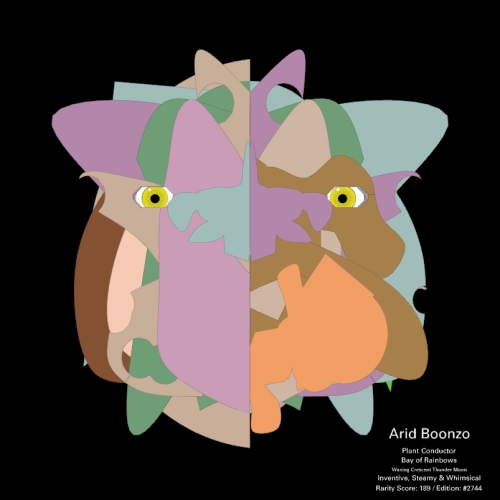 Arid Boonzo
Plant Conductor
Bay of Rainbows
Waxing Crescent Thunder Moon
Inventive, Steamy & Whimsical
Rarity Score: 189 / Edition: #2744